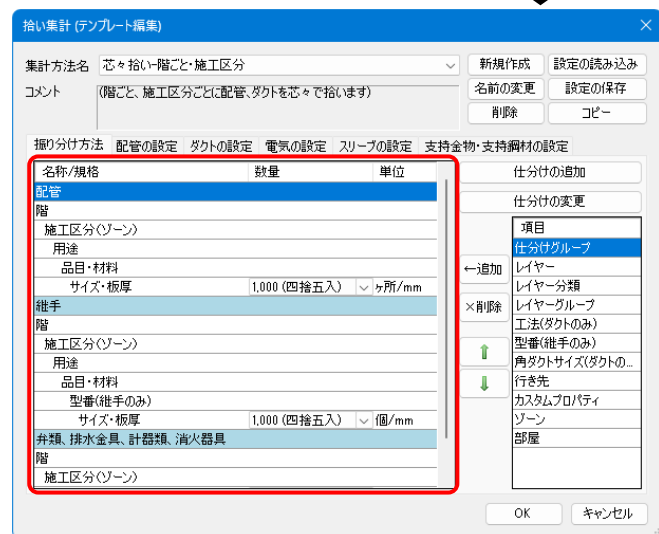 拾い集計 (テンプレート編集)
集計方法名 芯々拾い-階ごと・施工区分 新規作成 設定の読み込み
コメント (階ごと、施工区分ごとに配管、ダクトを芯々で拾います) 名前の変更 設定の保存
削除 コピー
振り分け方法 配管の設定 ダクトの設定 電気の設定 スリーブの設定 支持金物・支持鋼材の設定
名称/規格 数量 単位 仕分けの追加
配管
階 仕分けの変更
施工区分(ゾーン) 項目
用途 仕分けグループ
品目・材料 ←追加 レイヤー
サイズ・板厚 1,000 (四捨五入) ヶ所/mm レイヤー分類
継手 ×削除 レイヤーグループ
階 工法(ダクトのみ)
施工区分(ゾーン) 型番(継手のみ)
用途 角ダクトサイズ(ダクトの...
品目・材料 行き先
型番(継手のみ) カスタムプロパティ
サイズ・板厚 1,000 (四捨五入) 個/mm ゾーン
弁類、排水金具、計器類、消火器具 部屋
階
施工区分(ゾーン)
OK キャンセル